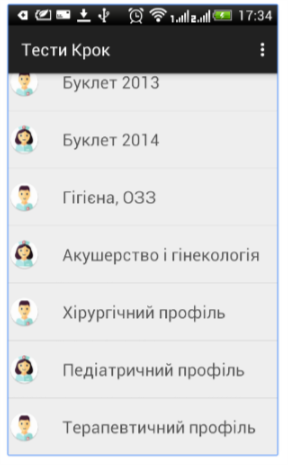 17:34
Тести Крок
Буклет 2013
Буклет 2014
Гігієна, ОЗЗ
Акушерство і гінекологія
Хірургічний профіль
Педіатричний профіль
Терапевтичний профіль